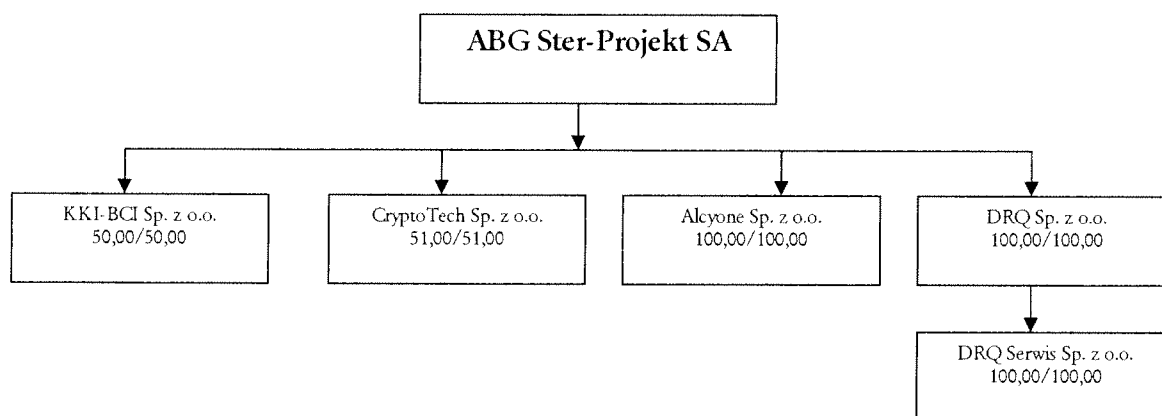 ABG Ster-Projekt SA
KKI-BCI Sp. z o.o.
50,00/50,00
CryptoTech Sp. z o.o.
51,00/51,00
Alcyone Sp. z o.o.
100,00/100,00
DRQ Sp. z o.o.
100,00/100,00
DRQ Serwis Sp. z o.o.
100,00/100,00